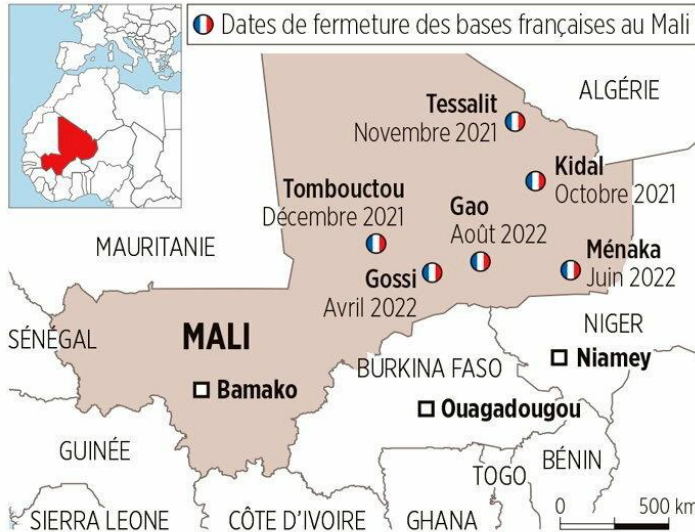 Dates de fermeture des bases françaises au Mali
ALGÉRIE
Tessalit
Novembre 2021
Kidal
Octobre 2021
Tombouctou
Décembre 2021
Gao
Août 2022
MAURITANIE
Ménaka
Juin 2022
Gossi
Avril 2022
NIGER
SÉNÉGAL
MALI
Niamey
BURKINA FASO
Bamako
Ouagadougou
GUINÉE
BÉNIN
TOGO
0 500 km
SIERRA LEONE
CÔTE D'IVOIRE
GHANA